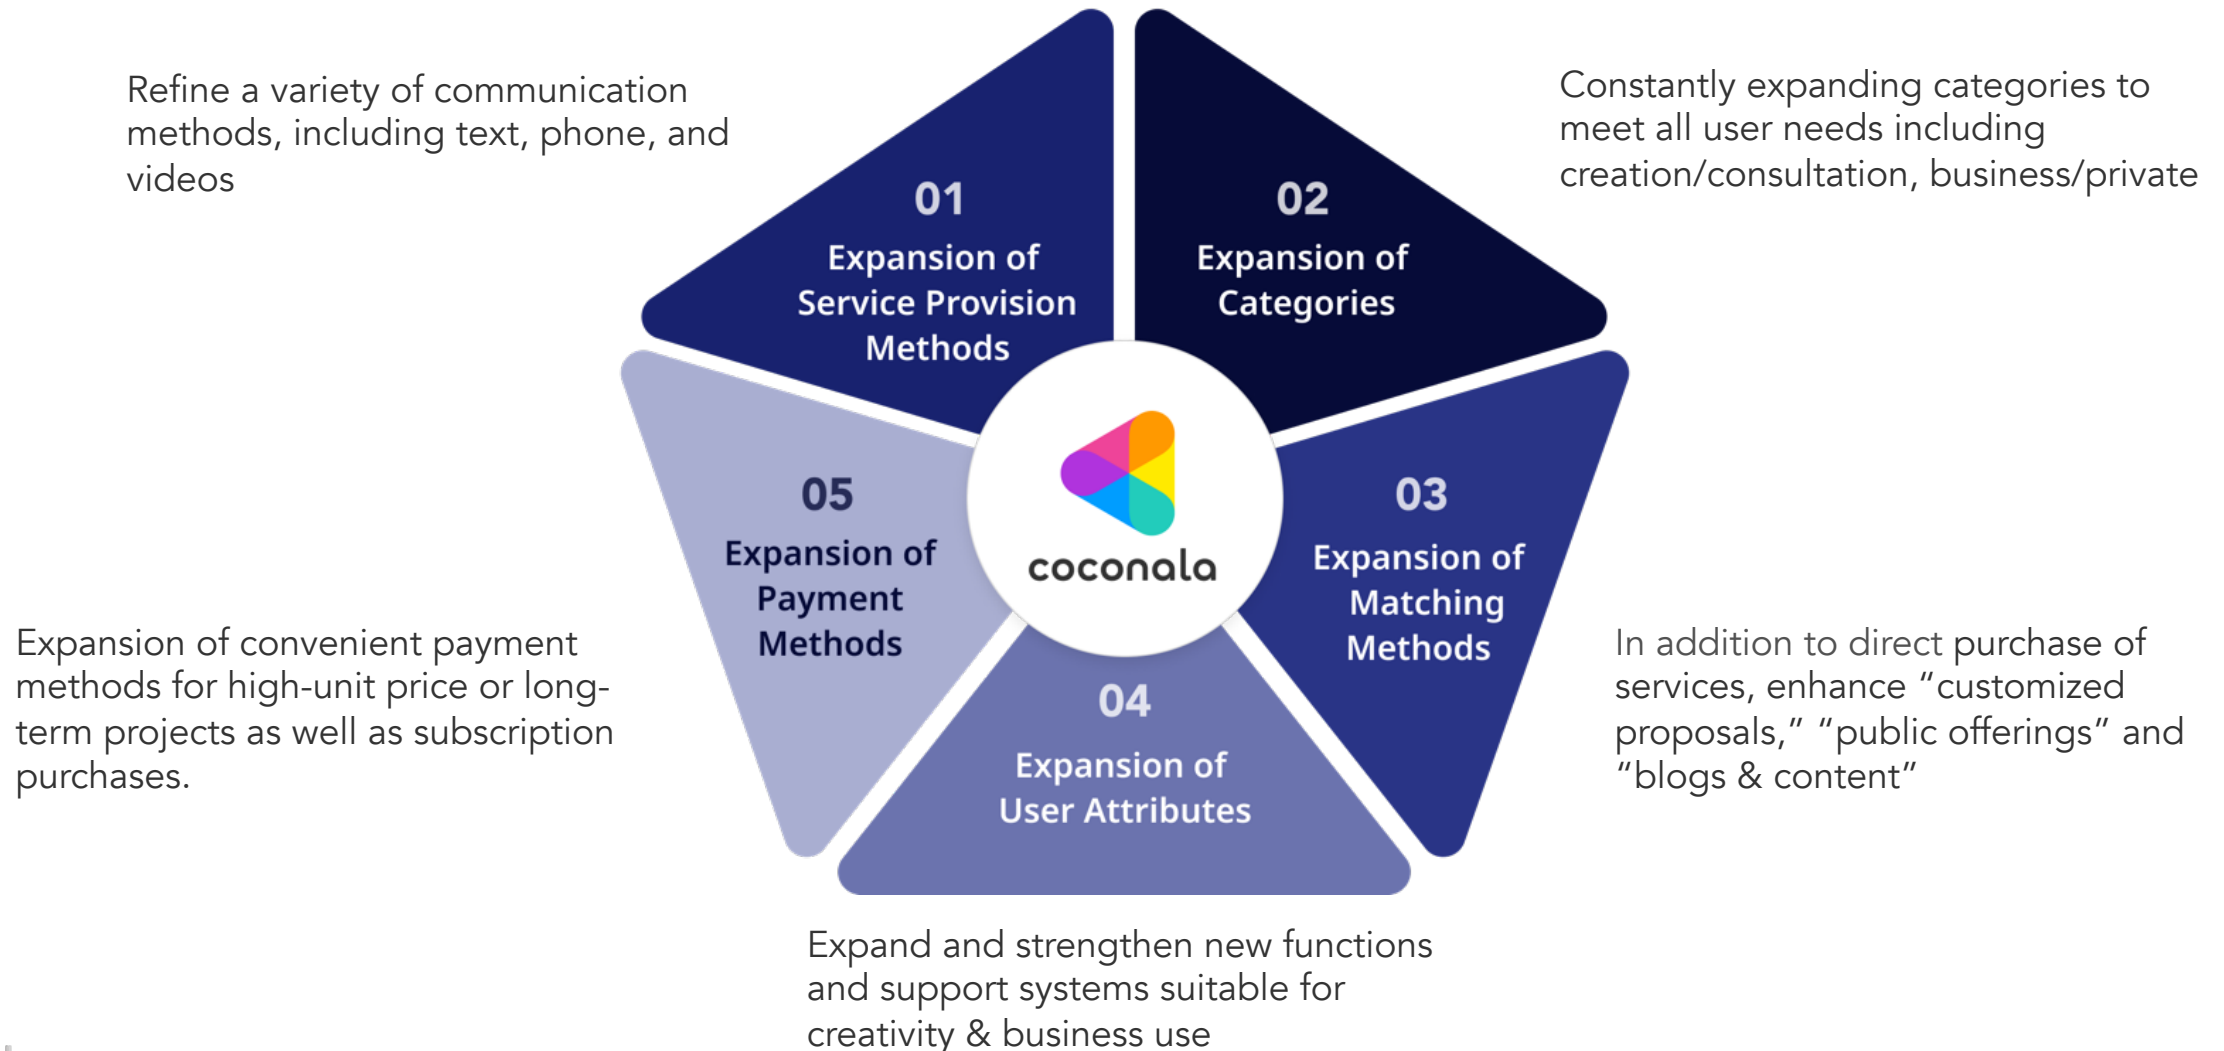 Refine a variety of communication
methods, including text, phone, and
videos
01
Expansion of
Service Provision
Methods
02
Expansion of
Categories
Constantly expanding categories to
meet all user needs including
creation/consultation, business/private
03
Expansion of
Matching
Methods
In addition to direct purchase of
services, enhance “customized
proposals,” “public offerings” and
“blogs & content”
04
Expansion of
User Attributes
Expand and strengthen new functions
and support systems suitable for
creativity & business use
05
Expansion of
Payment
Methods
Expansion of convenient payment
methods for high-unit price or long-
term projects as well as subscription
purchases.
coconala